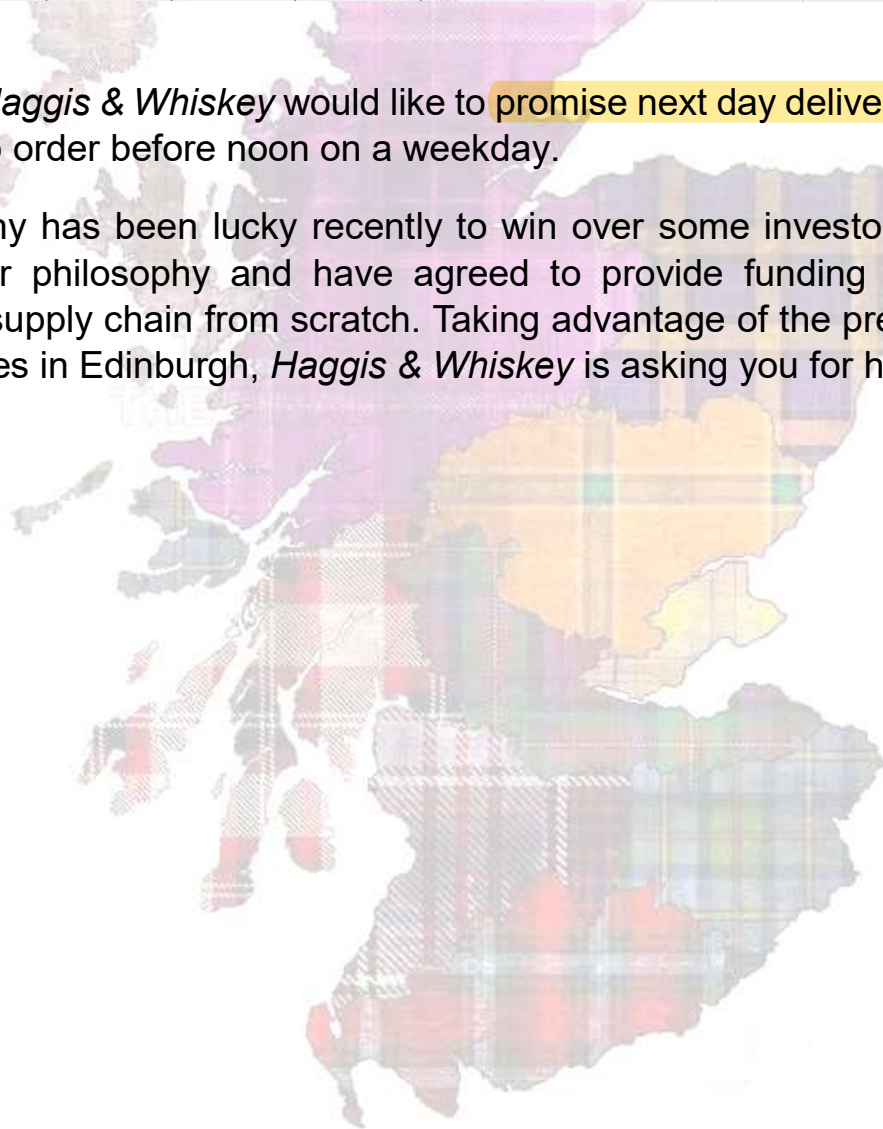 aggis & Whiskey would like to promise next day delive
order before noon on a weekday.
ny has been lucky recently to win over some investo
r philosophy and have agreed to provide funding
supply chain from scratch. Taking advantage of the pre
es in Edinburgh, Haggis & Whiskey is asking you for h
THE